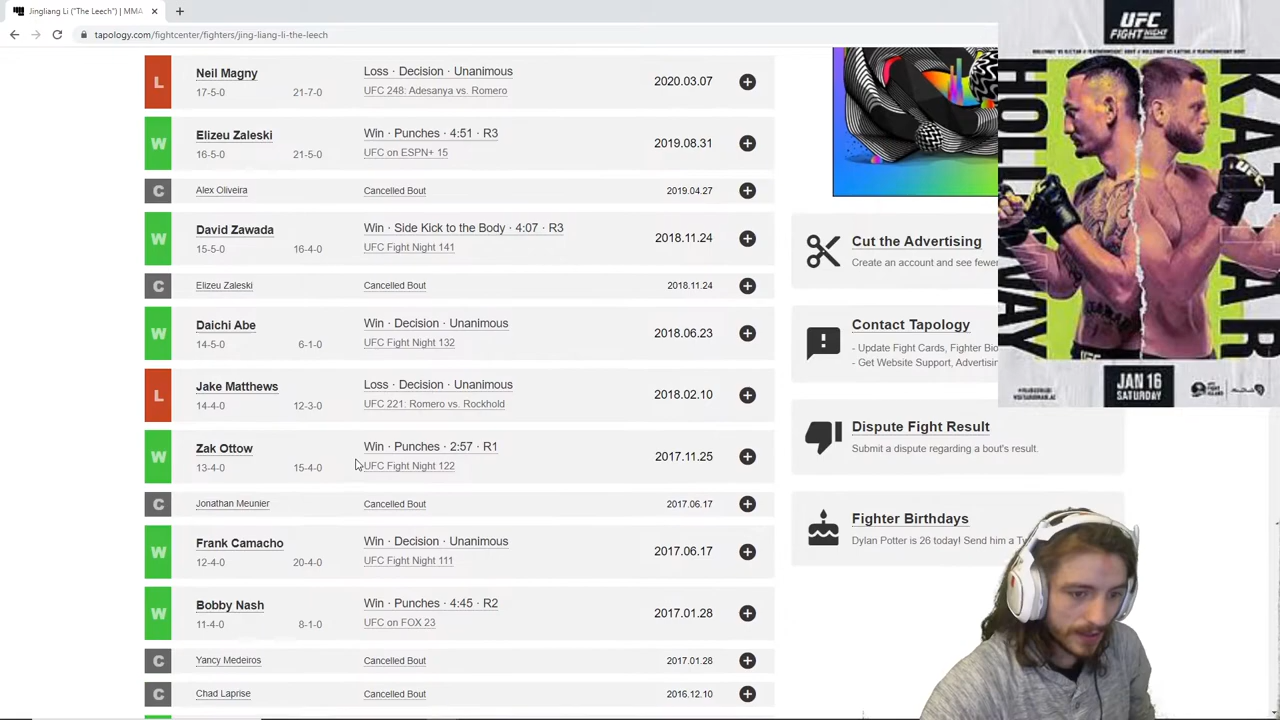 Jingliang Li ("The Leech") | MMA
tapology.com/fightcenter/fighters/jing-liang-li-the-leech
L
Neil Magny
17-5-0
-7-0
Loss · Decision · Unanimous
UFC 248: Adesanya vs. Romero
2020.03.07
W
Elizeu Zaleski
16-5-0
21-5-0
Win · Punches · 4:51 · R3
UFC on ESPN+ 15
2019.08.31
C
Alex Oliveira
Cancelled Bout
W
David Zawada
15-5-0
-4-0
Win · Side Kick to the Body · 4:07 · R3
UFC Fight Night 141
2018.11.24
C
Elizeu Zaleski
Cancelled Bout
2018.11.24
W
Daichi Abe
14-5-0
-1-0
Win · Decision · Unanimous
UFC Fight Night 132
2018.06.23
L
Jake Matthews
14-4-0
12-3-0
Loss · Decision · Unanimous
UFC 221
Rockh
2018.02.10
W
Zak Ottow
13-4-0
15-4-0
Win · Punches · 2:57 · R1
UFC Fight Night 122
2017.11.25
C
Jonathan Meunier
Cancelled Bout
2017.06.17
W
Frank Camacho
12-4-0
20-4-0
Win · Decision · Unanimous
UFC Fight Night 111
2017.06.17
W
Bobby Nash
11-4-0
-1-0
Win · Punches · 4:45 · R2
UFC on FOX 23
2017.01.28
C
Yancy Medeiros
Cancelled Bout
2017.01.28
C
Chad Laprise
Cancelled Bout
2016.12.10
Cut the Advertising
Create an account and see fewer
Contact Tapology
- Update Fight Cards, Fighter Bio
- Get Website Support, Advertisin
Dispute Fight Result
Submit a dispute regarding a bout's result.
Fighter Birthdays
Dylan Potter is 26 today! Send him a Tw
UFC
FIGHT NIGHT
HOLLOWAY
KATTAR
JAN 16
SATURDAY